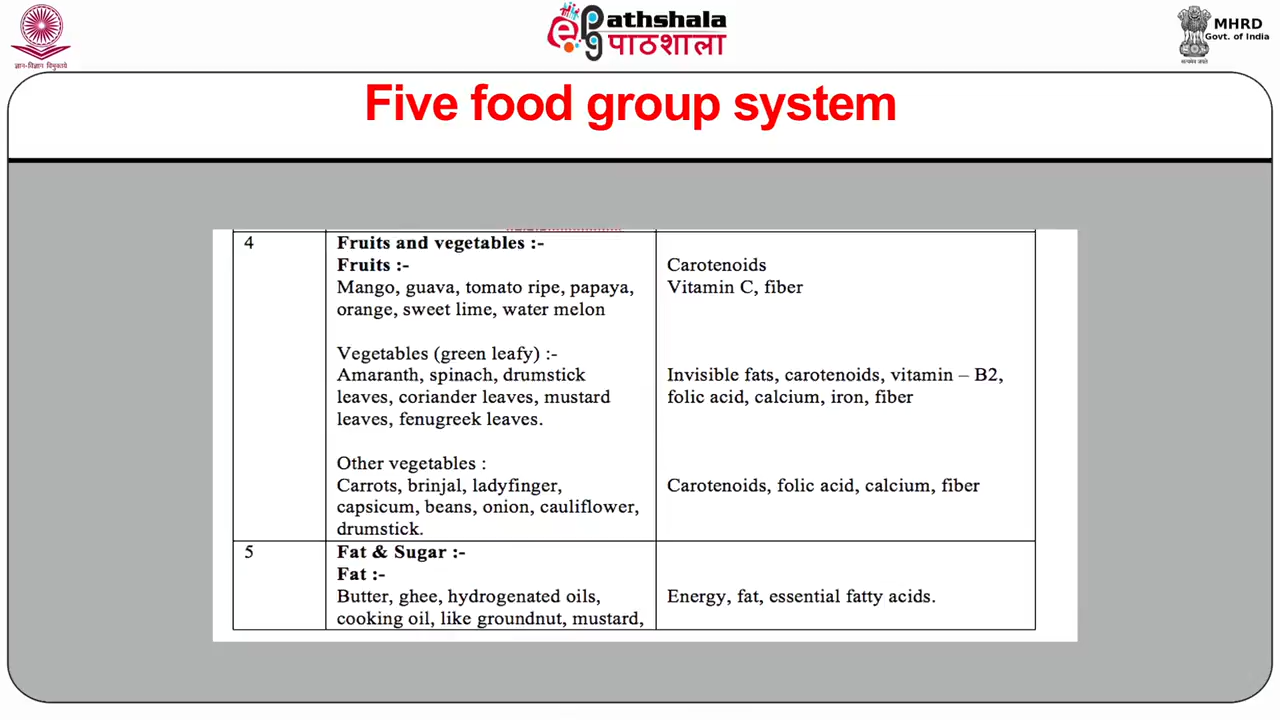 ज्ञान-विज्ञान विमुक्तये
e Pathshala
पाठशाला
MHRD
Govt. of India
सत्यमेव जयते
Five food group system
4
Fruits and vegetables :-
Fruits :-
Carotenoids
Mango, guava, tomato ripe, papaya,
Vitamin C, fiber
orange, sweet lime, water melon
Vegetables (green leafy) :-
Amaranth, spinach, drumstick
Invisible fats, carotenoids, vitamin – B2,
leaves, coriander leaves, mustard
folic acid, calcium, iron, fiber
leaves, fenugreek leaves.
Other vegetables :
Carrots, brinjal, ladyfinger,
Carotenoids, folic acid, calcium, fiber
capsicum, beans, onion, cauliflower,
drumstick.
5
Fat & Sugar :-
Fat :-
Butter, ghee, hydrogenated oils,
Energy, fat, essential fatty acids.
cooking oil, like groundnut, mustard,